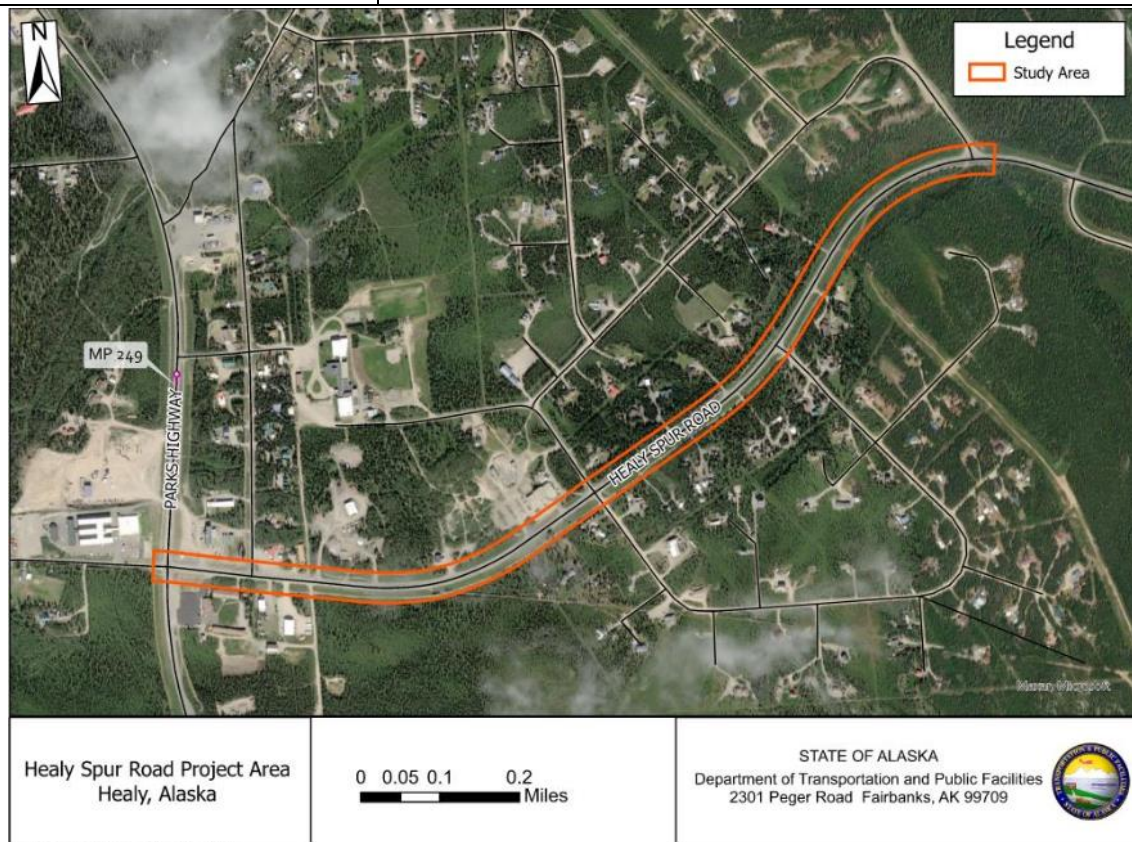 N
Legend
Study Area
MP 249
PARKS HIGHWAY
HEALY SPUR ROAD
Maxar, Microsoft
Healy Spur Road Project Area
Healy, Alaska
0 0.05 0.1 0.2
Miles
STATE OF ALASKA
Department of Transportation and Public Facilities
2301 Peger Road Fairbanks, AK 99709